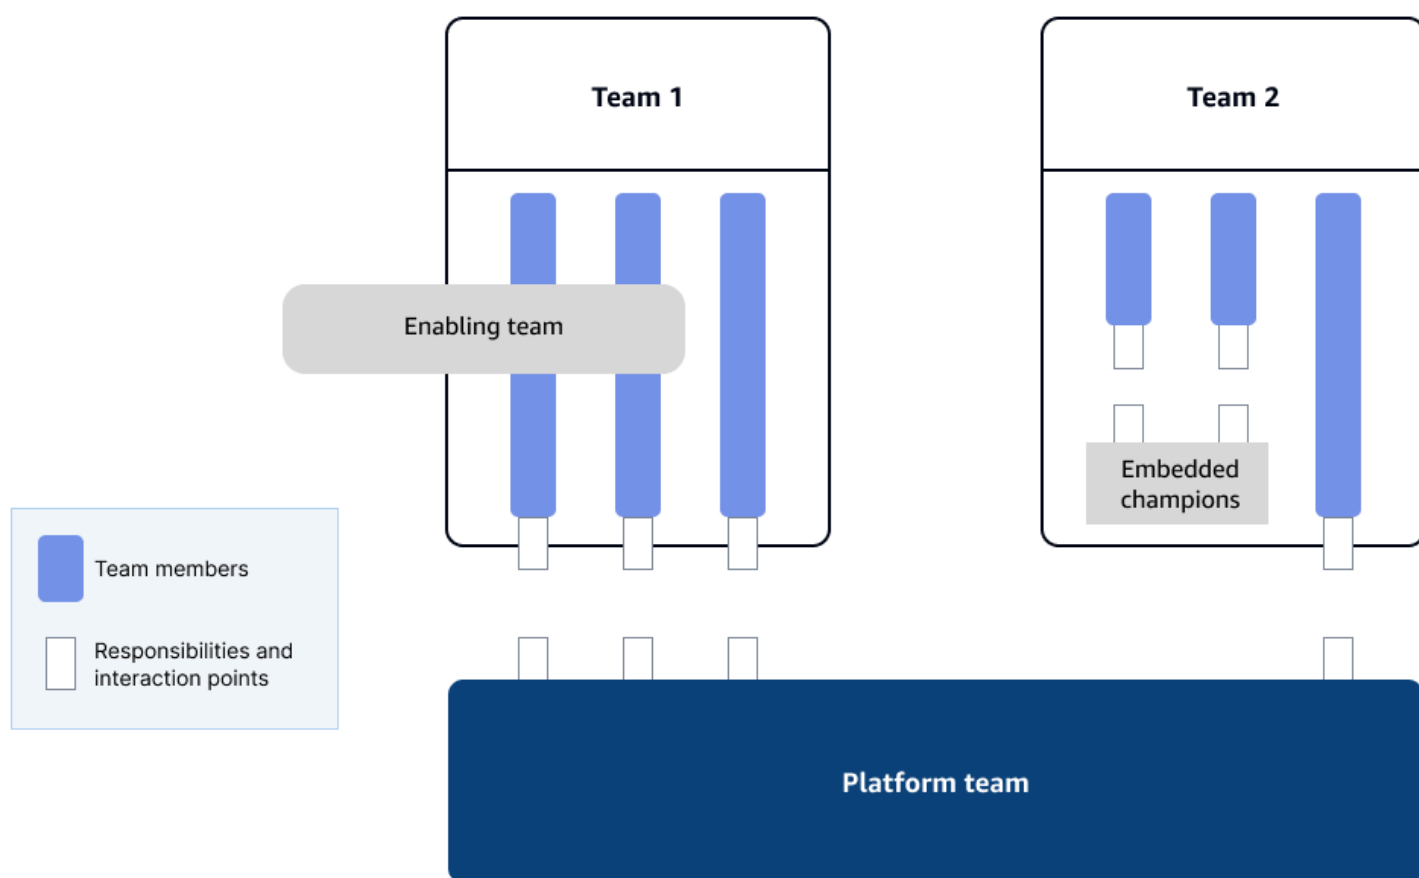 Team 1
Team 2
Enabling team
Embedded
champions
Team members
Responsibilities and
interaction points
Platform team